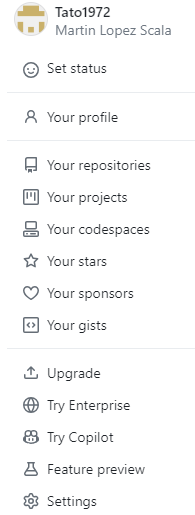 Tato1972
Martin Lopez Scala
Set status
Your profile
Your repositories
Your projects
Your codespaces
Your stars
Your sponsors
Your gists
Upgrade
Try Enterprise
Try Copilot
Feature preview
Settings